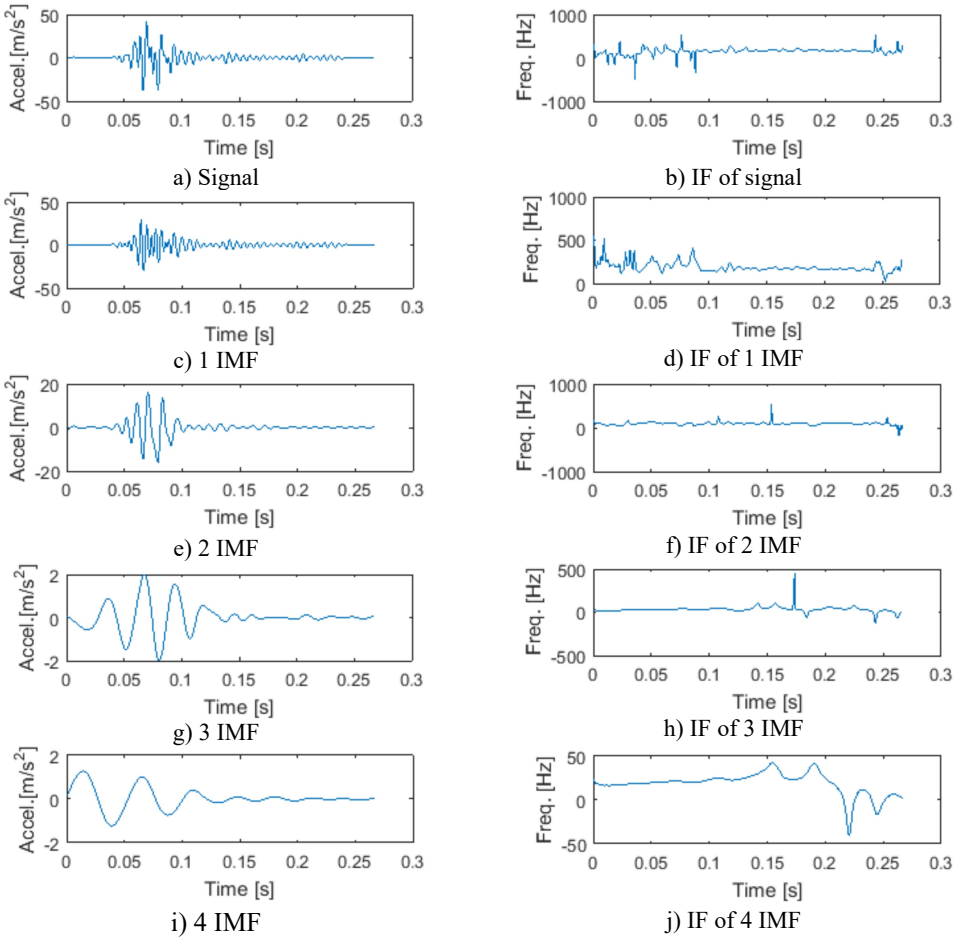 50
0
-50
Accel.[m/s²]
0 0.05 0.1 0.15 0.2 0.25 0.3
Time [s]
a) Signal
1000
0
-1000
Freq. [Hz]
0 0.05 0.1 0.15 0.2 0.25 0.3
Time [s]
b) IF of signal
50
0
-50
Accel.[m/s²]
0 0.05 0.1 0.15 0.2 0.25 0.3
Time [s]
c) 1 IMF
1000
500
0
Freq. [Hz]
0 0.05 0.1 0.15 0.2 0.25 0.3
Time [s]
d) IF of 1 IMF
20
0
-20
Accel.[m/s²]
0 0.05 0.1 0.15 0.2 0.25 0.3
Time [s]
e) 2 IMF
1000
0
-1000
Freq. [Hz]
0 0.05 0.1 0.15 0.2 0.25 0.3
Time [s]
f) IF of 2 IMF
2
0
-2
Accel.[m/s²]
0 0.05 0.1 0.15 0.2 0.25 0.3
Time [s]
g) 3 IMF
500
0
-500
Freq. [Hz]
0 0.05 0.1 0.15 0.2 0.25 0.3
Time [s]
h) IF of 3 IMF
2
0
-2
Accel.[m/s²]
0 0.05 0.1 0.15 0.2 0.25 0.3
Time [s]
i) 4 IMF
50
0
-50
Freq. [Hz]
0 0.05 0.1 0.15 0.2 0.25 0.3
Time [s]
j) IF of 4 IMF